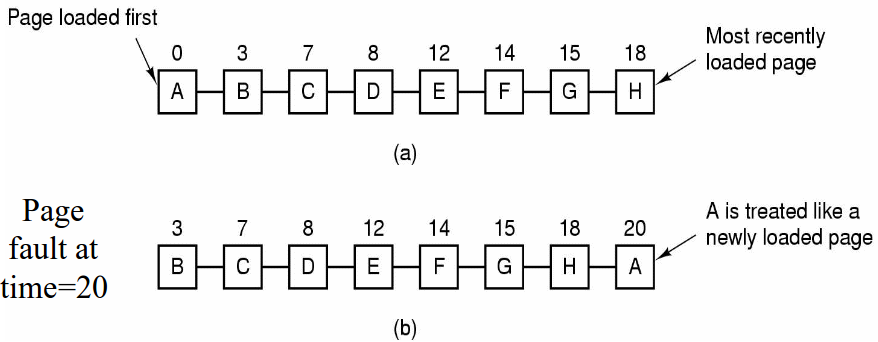 Page loaded first
0 3 7 8 12 14 15 18
Most recently
loaded page
A B C D E F G H
(a)
Page
fault at
time=20
3 7 8 12 14 15 18 20
A is treated like a
newly loaded page
B C D E F G H A
(b)